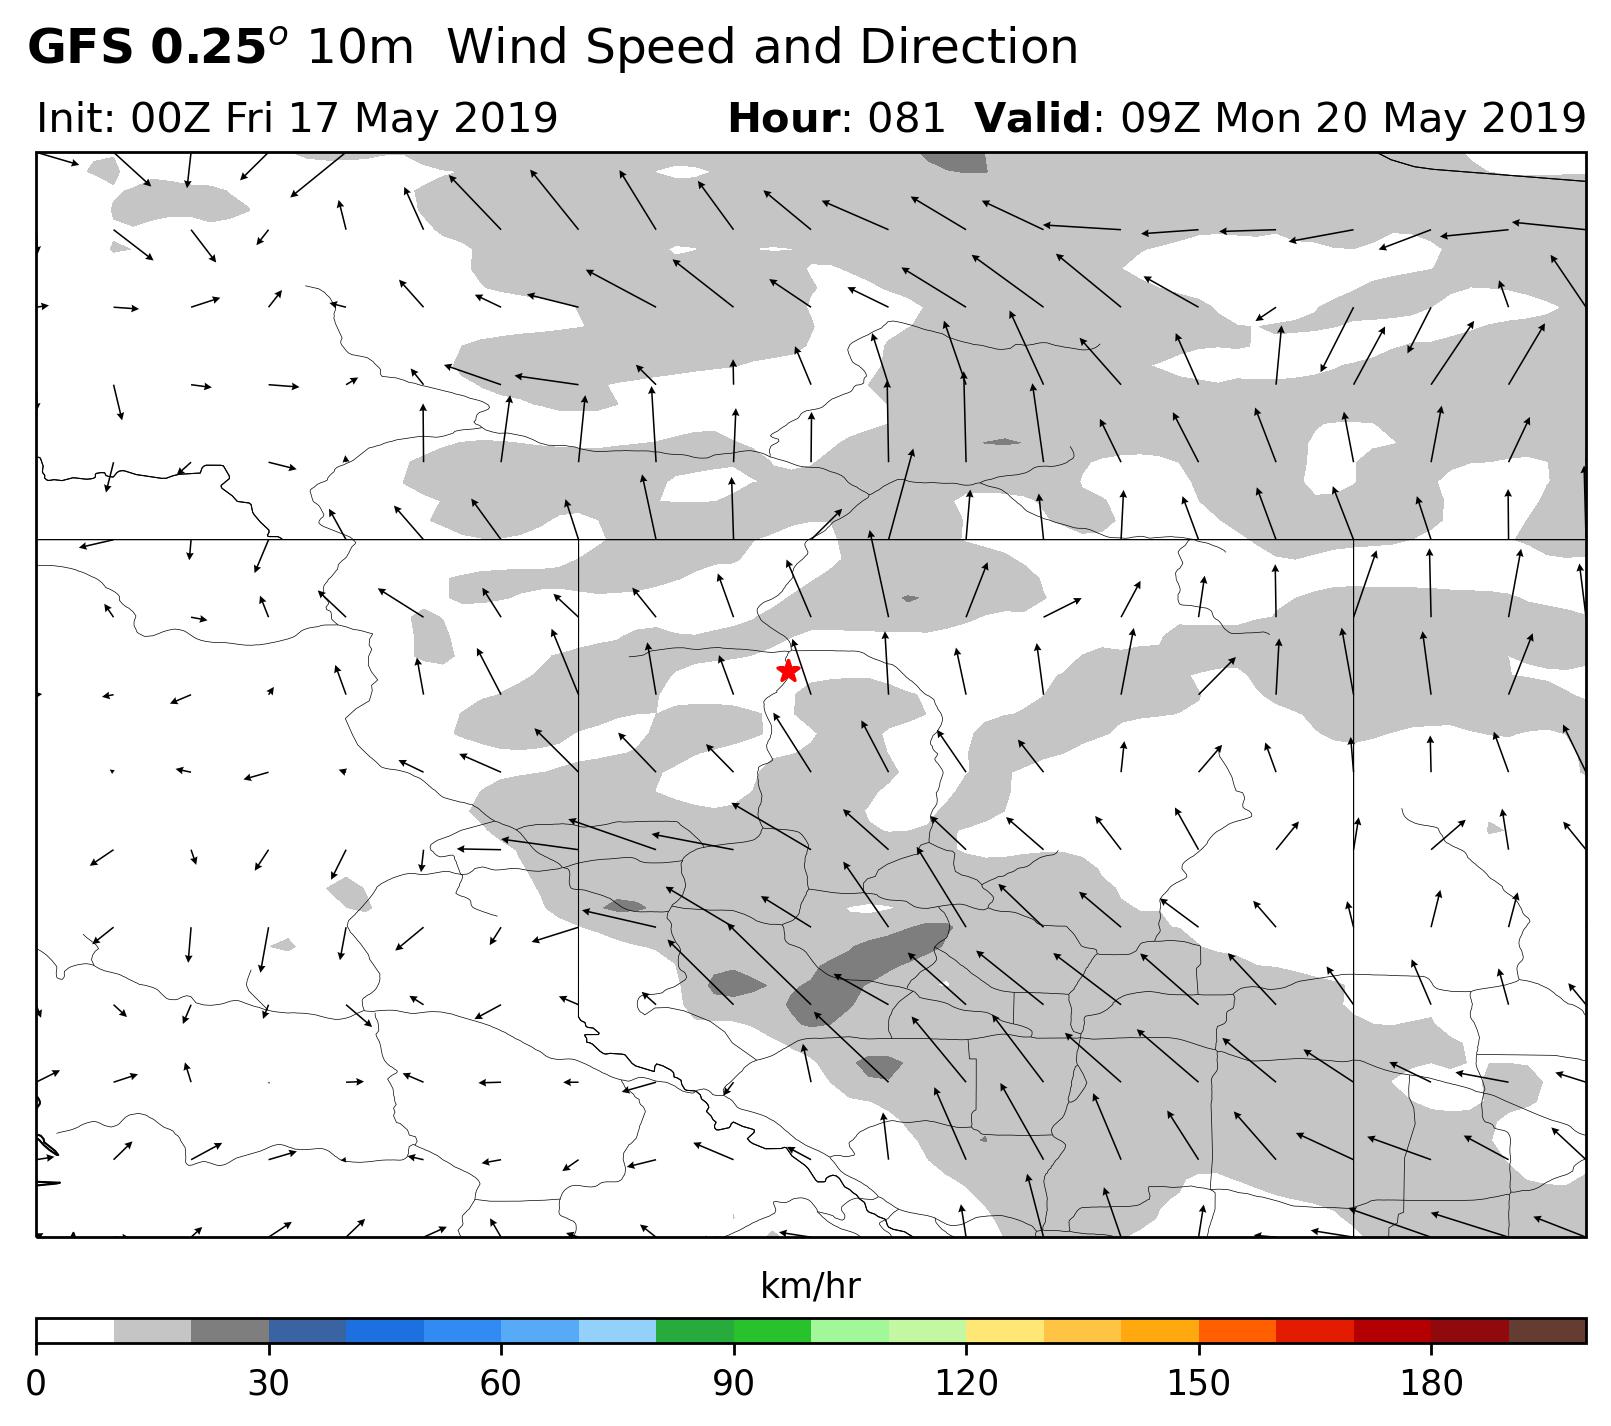 GFS 0.25° 10m Wind Speed and Direction
Init: 00Z Fri 17 May 2019 Hour: 081 Valid: 09Z Mon 20 May 2019
km/hr
0 30 60 90 120 150 180